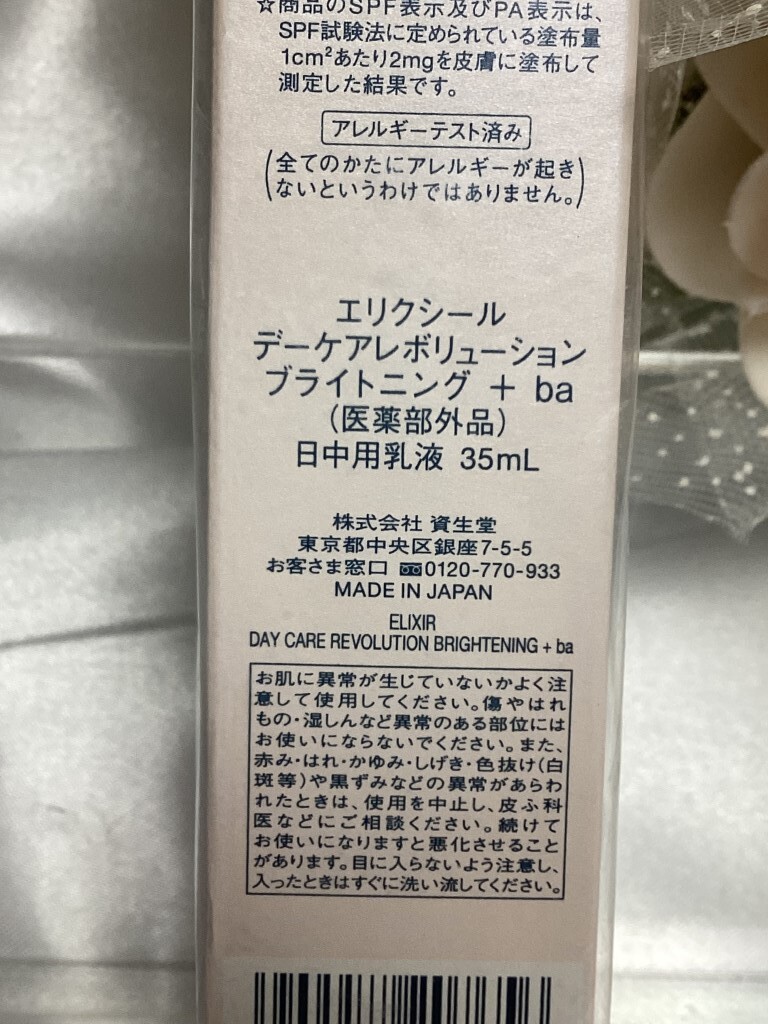 ☆商品のSPF表示及びPA表示は、
SPF試験法に定められている塗布量
1cm²あたり2mgを皮膚に塗布して
測定した結果です。
アレルギーテスト済み
(全てのかたにアレルギーが起き
ないというわけではありません。)
エリクシール
デーケアレボリューション
ブライトニング + ba
(医薬部外品)
日中用乳液 35mL
株式会社 資生堂
東京都中央区銀座7-5-5
お客さま窓口 0120-770-933
MADE IN JAPAN
ELIXIR
DAY CARE REVOLUTION BRIGHTENING + ba
お肌に異常が生じていないかよく注
意して使用してください。傷やはれ
もの・湿しんなど異常のある部位には
お使いにならないでください。また、
赤み・はれ・かゆみ・しげき・色抜け(白
斑等)や黒ずみなどの異常があらわ
れたときは、使用を中止し、皮ふ科
医などにご相談ください。続けて
お使いになりますと悪化させること
があります。目に入らないよう注意し、
入ったときはすぐに洗い流してください。